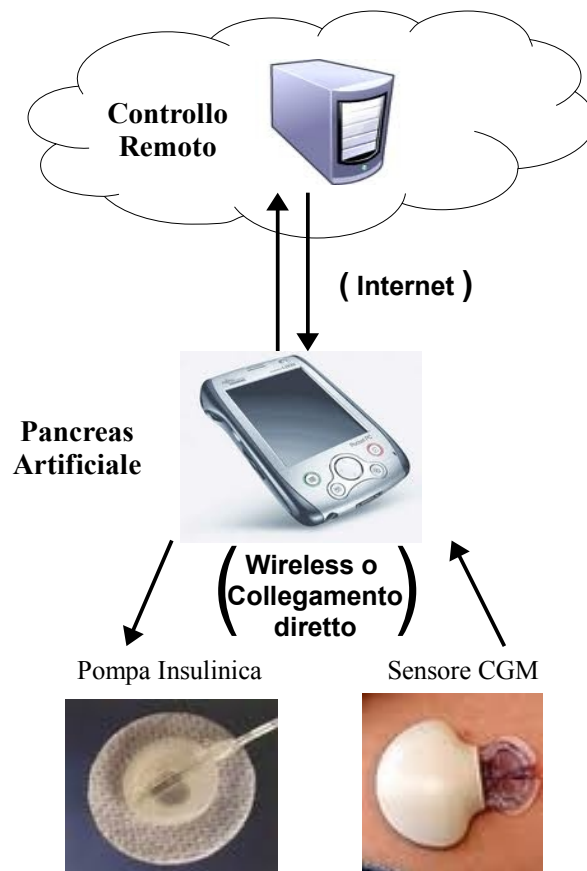 Controllo
Remoto
( Internet )
Pancreas
Artificiale
( Wireless o
Collegamento
diretto )
Pompa Insulinica
Sensore CGM